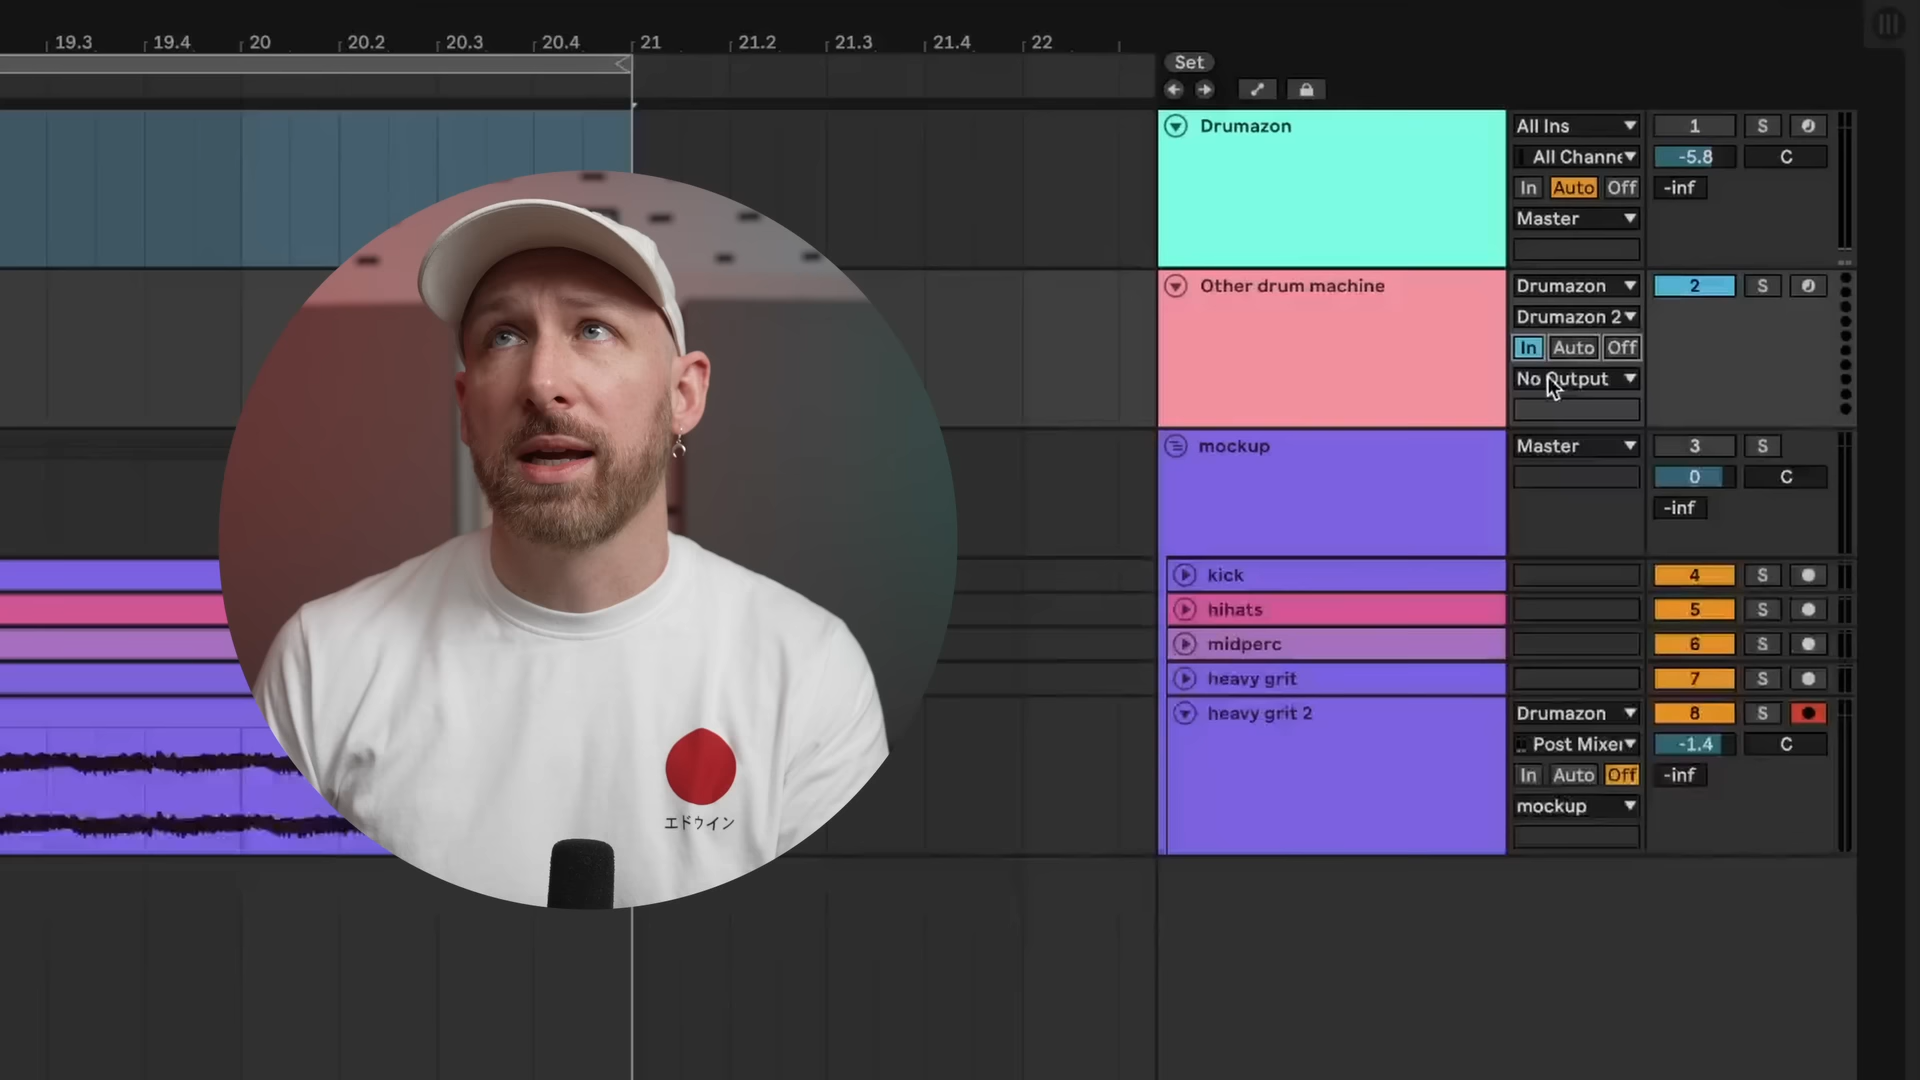 19.3 19.4 20 20.2 20.3 20.4 21 21.2 21.3 21.4 22
Set
Drumazon All Ins 1 S
All Channe -5.8 C
In Auto Off -inf
Master
Other drum machine Drumazon 2 S
Drumazon 2
In Auto Off
No Output
mockup Master 3 S
0 C
-inf
kick 4 S
hihats 5 S
midperc 6 S
heavy grit 7 S
heavy grit 2 Drumazon 8 S
Post Mixer -1.4 C
In Auto Off -inf
mockup
エドウイン